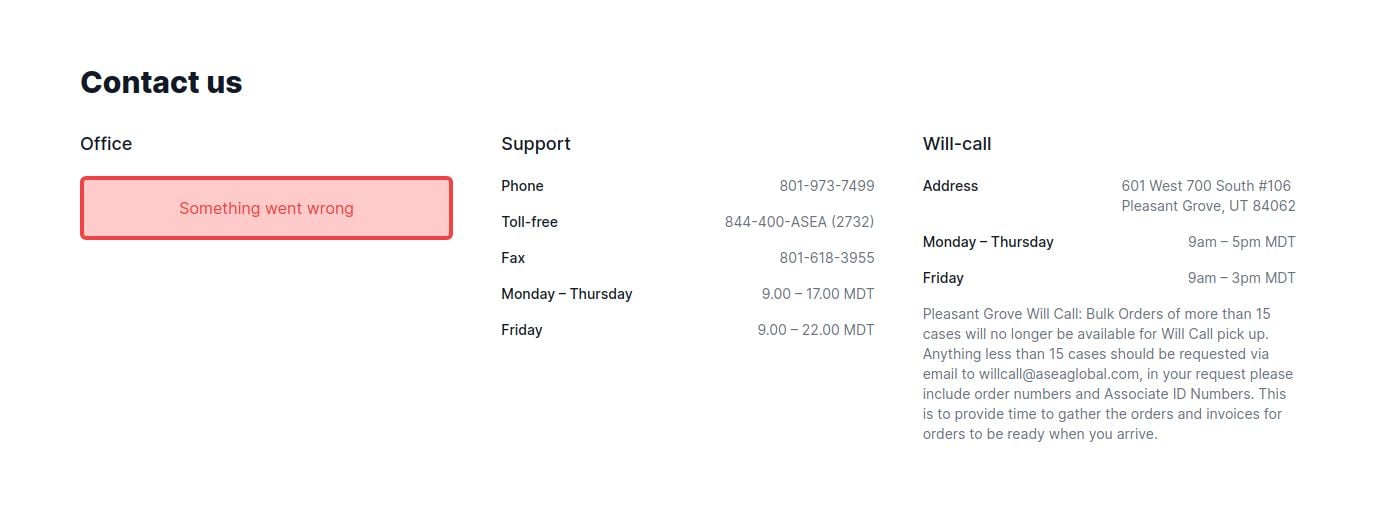 Contact us
Office
Something went wrong
Support
Phone 801-973-7499
Toll-free 844-400-ASEA (2732)
Fax 801-618-3955
Monday – Thursday 9.00 – 17.00 MDT
Friday 9.00 – 22.00 MDT
Will-call
Address 601 West 700 South #106
Pleasant Grove, UT 84062
Monday – Thursday 9am – 5pm MDT
Friday 9am – 3pm MDT
Pleasant Grove Will Call: Bulk Orders of more than 15
cases will no longer be available for Will Call pick up.
Anything less than 15 cases should be requested via
email to willcall@aseaglobal.com, in your request please
include order numbers and Associate ID Numbers. This
is to provide time to gather the orders and invoices for
orders to be ready when you arrive.